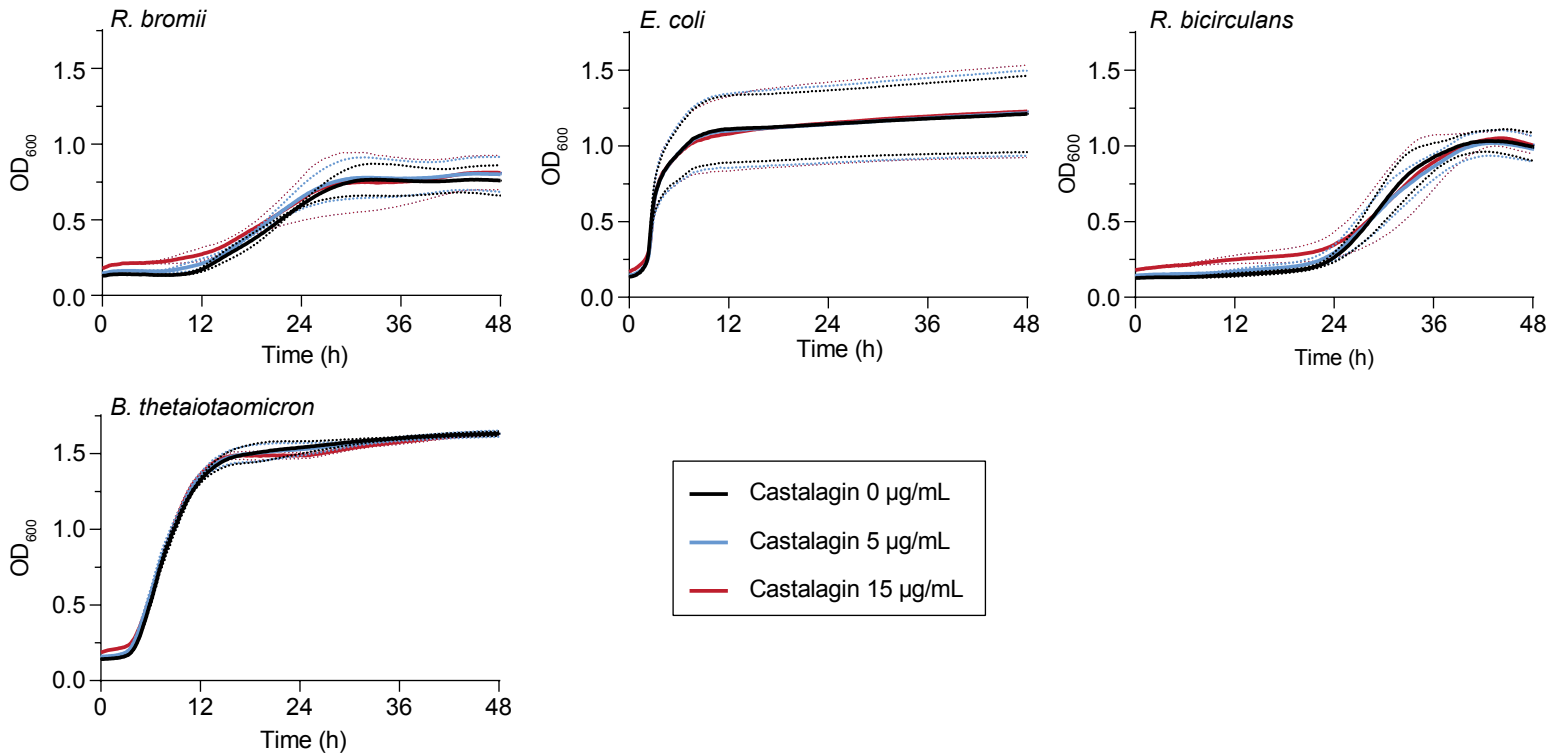 R. bromii
OD600
1.5
1.0
0.5
0.0
0 12 24 36 48
Time (h)
E. coli
OD600
1.5
1.0
0.5
0.0
0 12 24 36 48
Time (h)
R. bicirculans
OD600
1.5
1.0
0.5
0.0
0 12 24 36 48
Time (h)
B. thetaiotaomicron
OD600
1.5
1.0
0.5
0.0
0 12 24 36 48
Time (h)
Castalagin 0 µg/mL
Castalagin 5 µg/mL
Castalagin 15 µg/mL